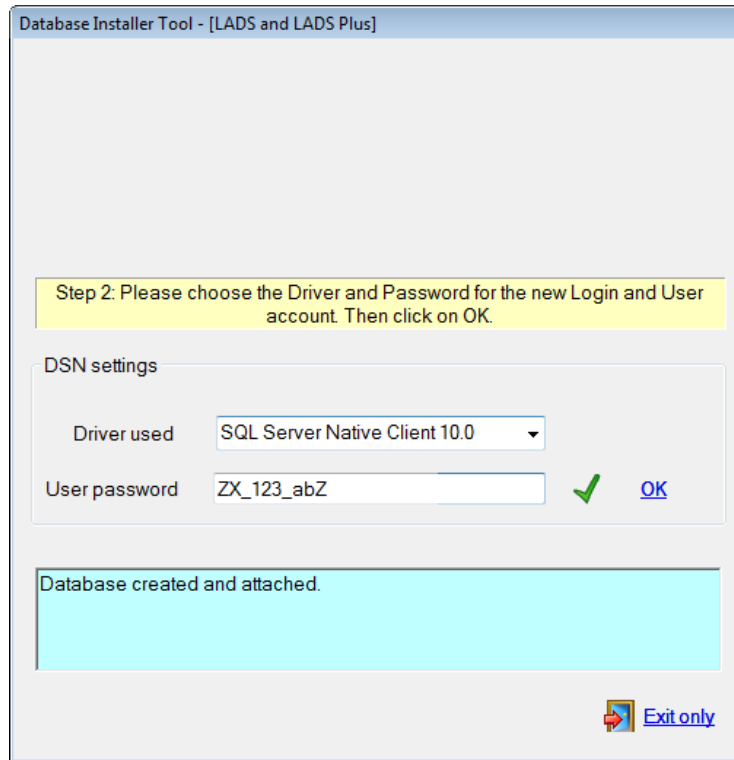 Database Installer Tool - [LADS and LADS Plus]
Step 2: Please choose the Driver and Password for the new Login and User
account. Then click on OK.
DSN settings
Driver used SQL Server Native Client 10.0
User password ZX_123_abZ OK
Database created and attached.
Exit only